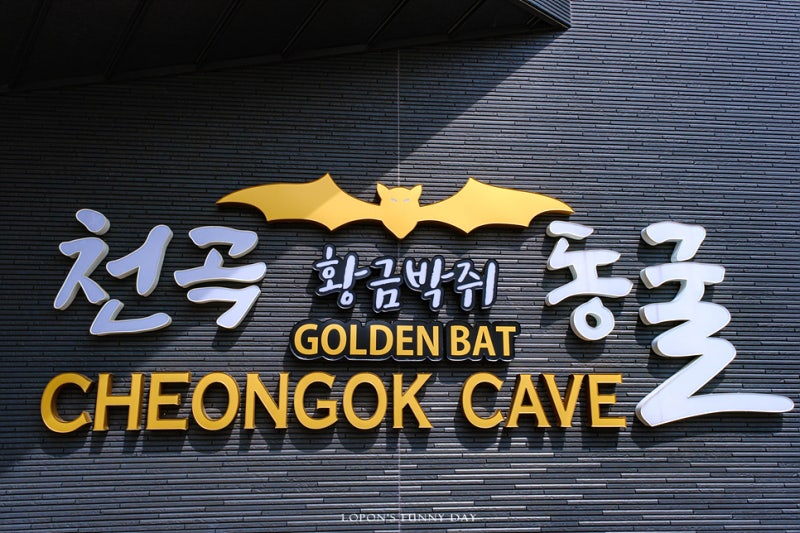 천곡 황금박쥐 동굴
GOLDEN BAT
CHEONGOK CAVE
LOPON'S FUNNY DAY